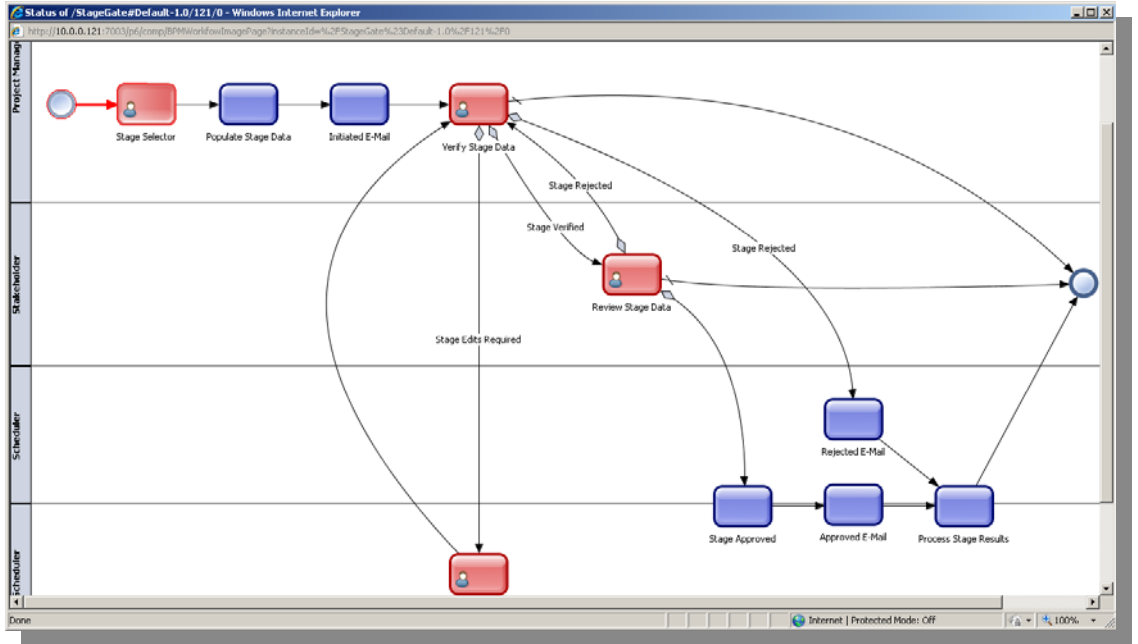 Status of /StageGate#Default-1.0/121/0 - Windows Internet Explorer
http://10.0.0.121:7003/p6/comp/BPMWorkfowImagePage?instanceId=%2FStageGate%23Default-1.0%2F121%2F0
Project Manag
Stage Selector
Populate Stage Data
Initiated E-Mail
Verify Stage Data
Stage Rejected
Stage Verified
Stage Rejected
Stakeholder
Review Stage Data
Stage Edits Required
Scheduler
Rejected E-Mail
Stage Approved
Approved E-Mail
Process Stage Results
Scheduler
Done
Internet | Protected Mode: Off
100%